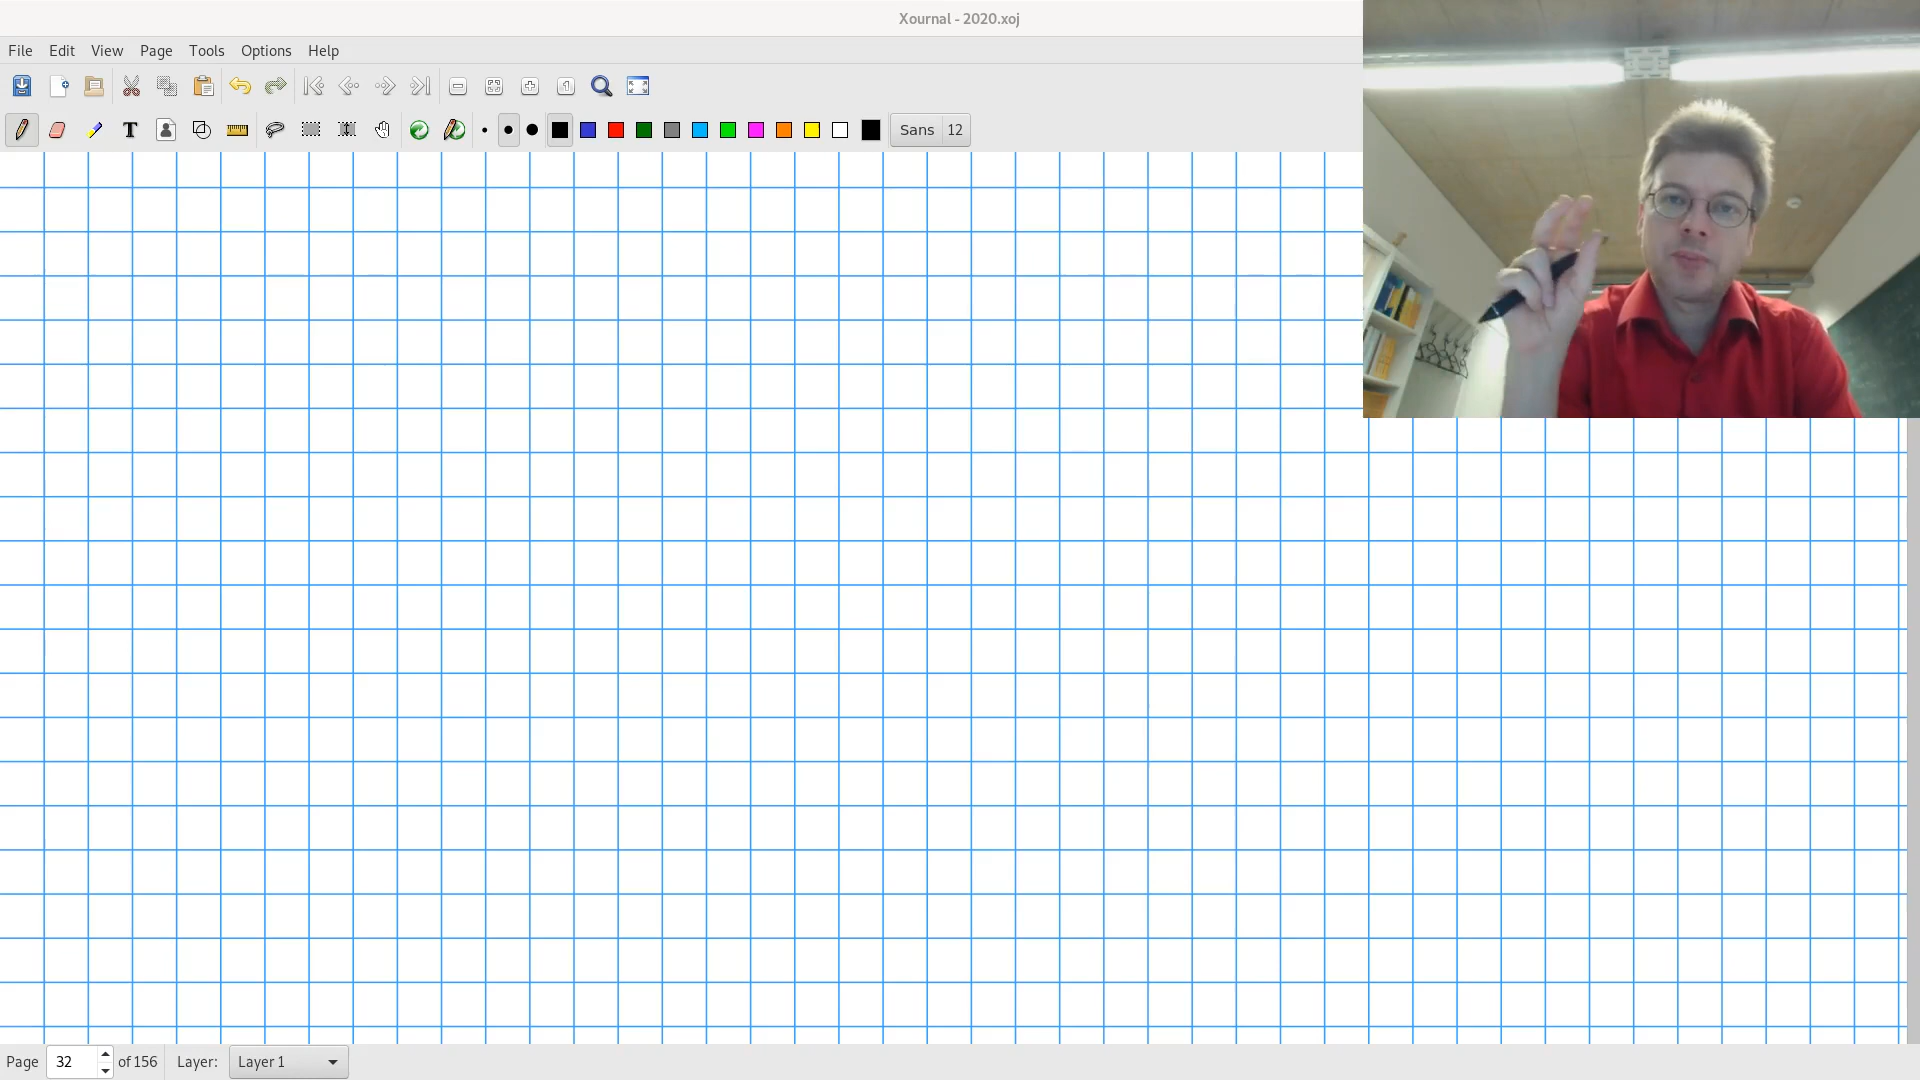 Xournal - 2020.xoj
File Edit View Page Tools Options Help
T Sans 12
Page 32 of 156 Layer: Layer 1